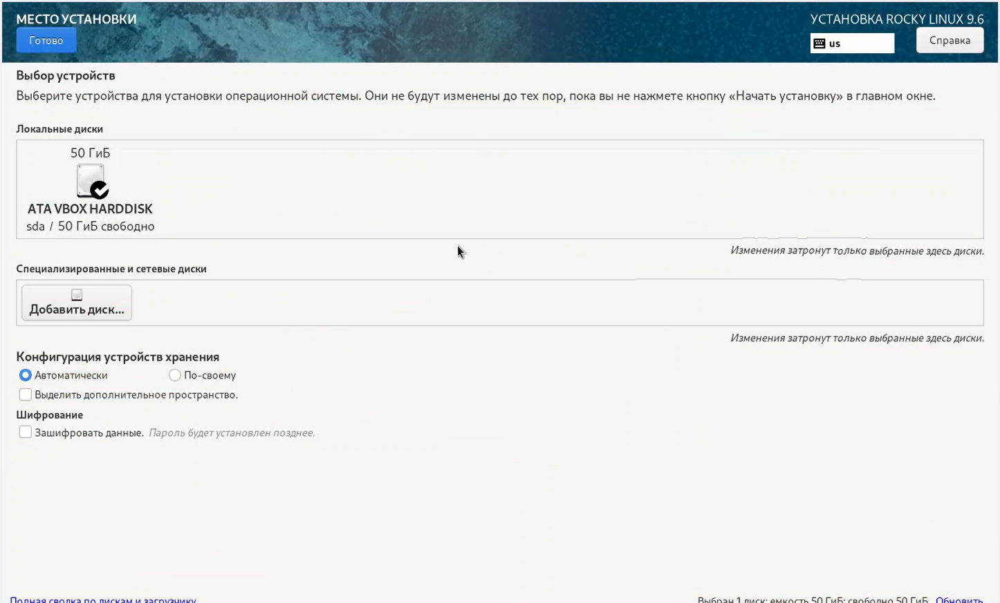 МЕСТО УСТАНОВКИ
УСТАНОВКА ROCKY LINUX 9.6
Готово
us
Справка
Выбор устройств
Выберите устройства для установки операционной системы. Они не будут изменены до тех пор, пока вы не нажмете кнопку «Начать установку» в главном окне.
Локальные диски
50 ГиБ
ATA VBOX HARDDISK
sda / 50 ГиБ свободно
Изменения затронут только выбранные здесь диски.
Специализированные и сетевые диски
Добавить диск...
Изменения затронут только выбранные здесь диски.
Конфигурация устройств хранения
Автоматически По-своему
Выделить дополнительное пространство.
Шифрование
Зашифровать данные. Пароль будет установлен позднее.
Полная сводка по дискам и загрузчику
Выбран 1 диск; емкость 50 ГиБ; свободно 50 ГиБ Обновить